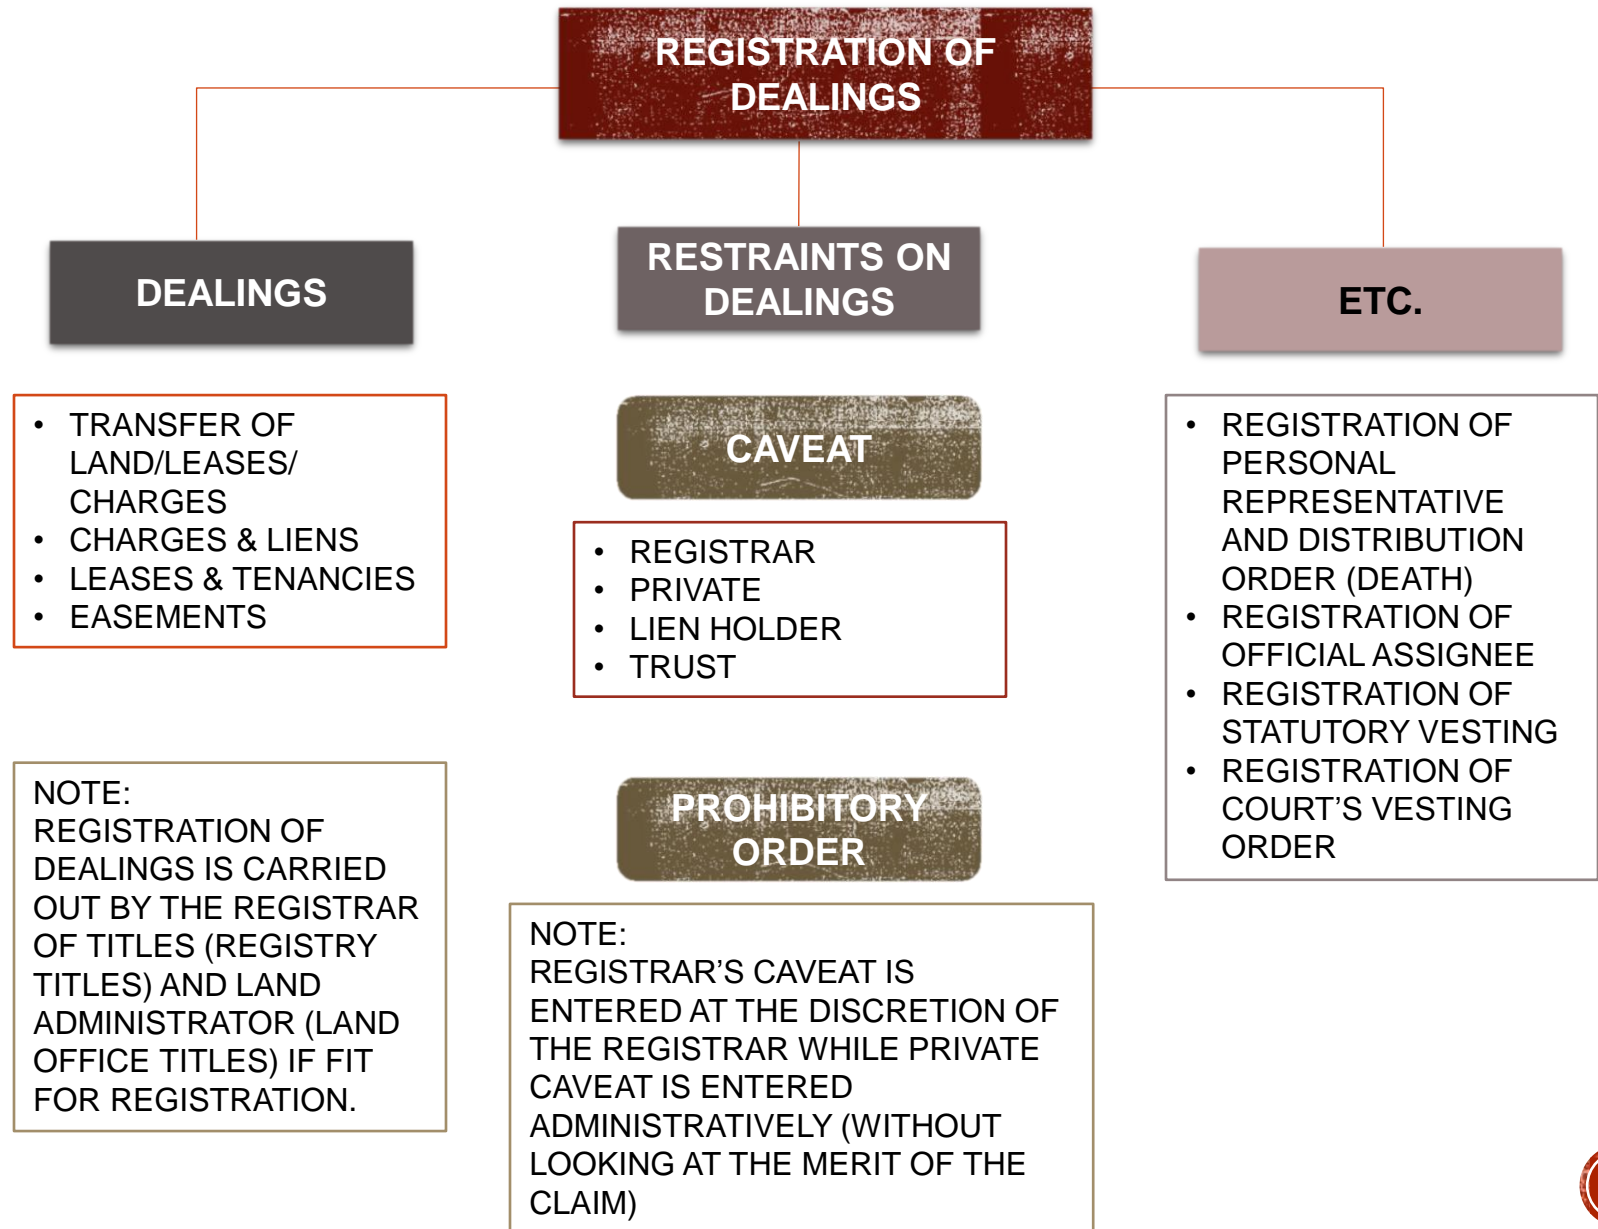 REGISTRATION OF
DEALINGS
DEALINGS
• TRANSFER OF
LAND/LEASES/
CHARGES
• CHARGES & LIENS
• LEASES & TENANCIES
• EASEMENTS
NOTE:
REGISTRATION OF
DEALINGS IS CARRIED
OUT BY THE REGISTRAR
OF TITLES (REGISTRY
TITLES) AND LAND
ADMINISTRATOR (LAND
OFFICE TITLES) IF FIT
FOR REGISTRATION.
RESTRAINTS ON
DEALINGS
CAVEAT
• REGISTRAR
• PRIVATE
• LIEN HOLDER
• TRUST
PROHIBITORY
ORDER
NOTE:
REGISTRAR’S CAVEAT IS
ENTERED AT THE DISCRETION OF
THE REGISTRAR WHILE PRIVATE
CAVEAT IS ENTERED
ADMINISTRATIVELY (WITHOUT
LOOKING AT THE MERIT OF THE
CLAIM)
ETC.
• REGISTRATION OF
PERSONAL
REPRESENTATIVE
AND DISTRIBUTION
ORDER (DEATH)
• REGISTRATION OF
OFFICIAL ASSIGNEE
• REGISTRATION OF
STATUTORY VESTING
• REGISTRATION OF
COURT’S VESTING
ORDER